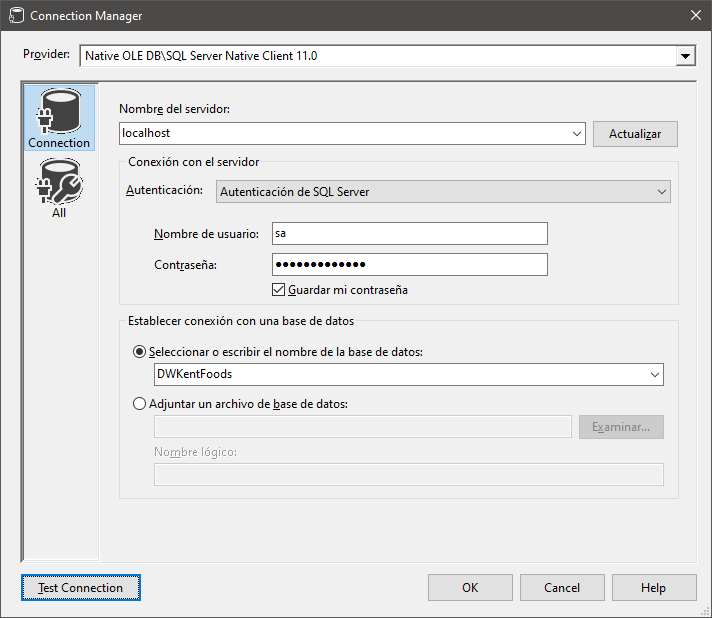 Connection Manager
Provider: Native OLE DB\SQL Server Native Client 11.0
Connection
All
Nombre del servidor:
localhost
Actualizar
Conexión con el servidor
Autenticación: Autenticación de SQL Server
Nombre de usuario: sa
Contraseña: ●●●●●●●●●●●●●
Guardar mi contraseña
Establecer conexión con una base de datos
Seleccionar o escribir el nombre de la base de datos:
DWKentFoods
Adjuntar un archivo de base de datos:
Examinar...
Nombre lógico:
Test Connection
OK
Cancel
Help